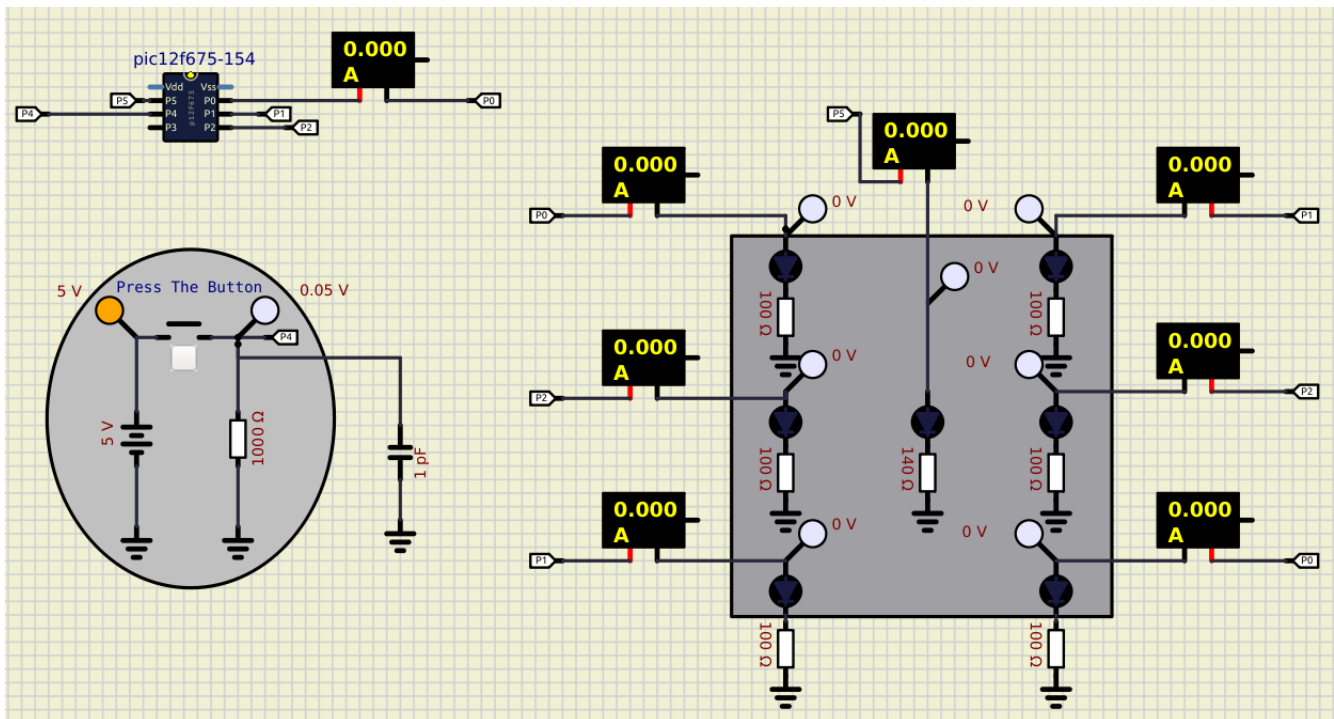 pic12f675-154
0.000
A
Vdd
Vss
P5
P5
P0
P0
P4
P4
P1
P1
P3
P2
P2
p12F675
P5
0.000
A
0.000
A
0.000
A
P0
0 V
0 V
P1
0 V
100 Ω
100 Ω
5 V
Press The Button
0.05 V
P4
0.000
A
0.000
A
P2
0 V
0 V
P2
5 V
1000 Ω
1 pF
100 Ω
140 Ω
100 Ω
0.000
A
0.000
A
P1
0 V
0 V
P0
100 Ω
100 Ω